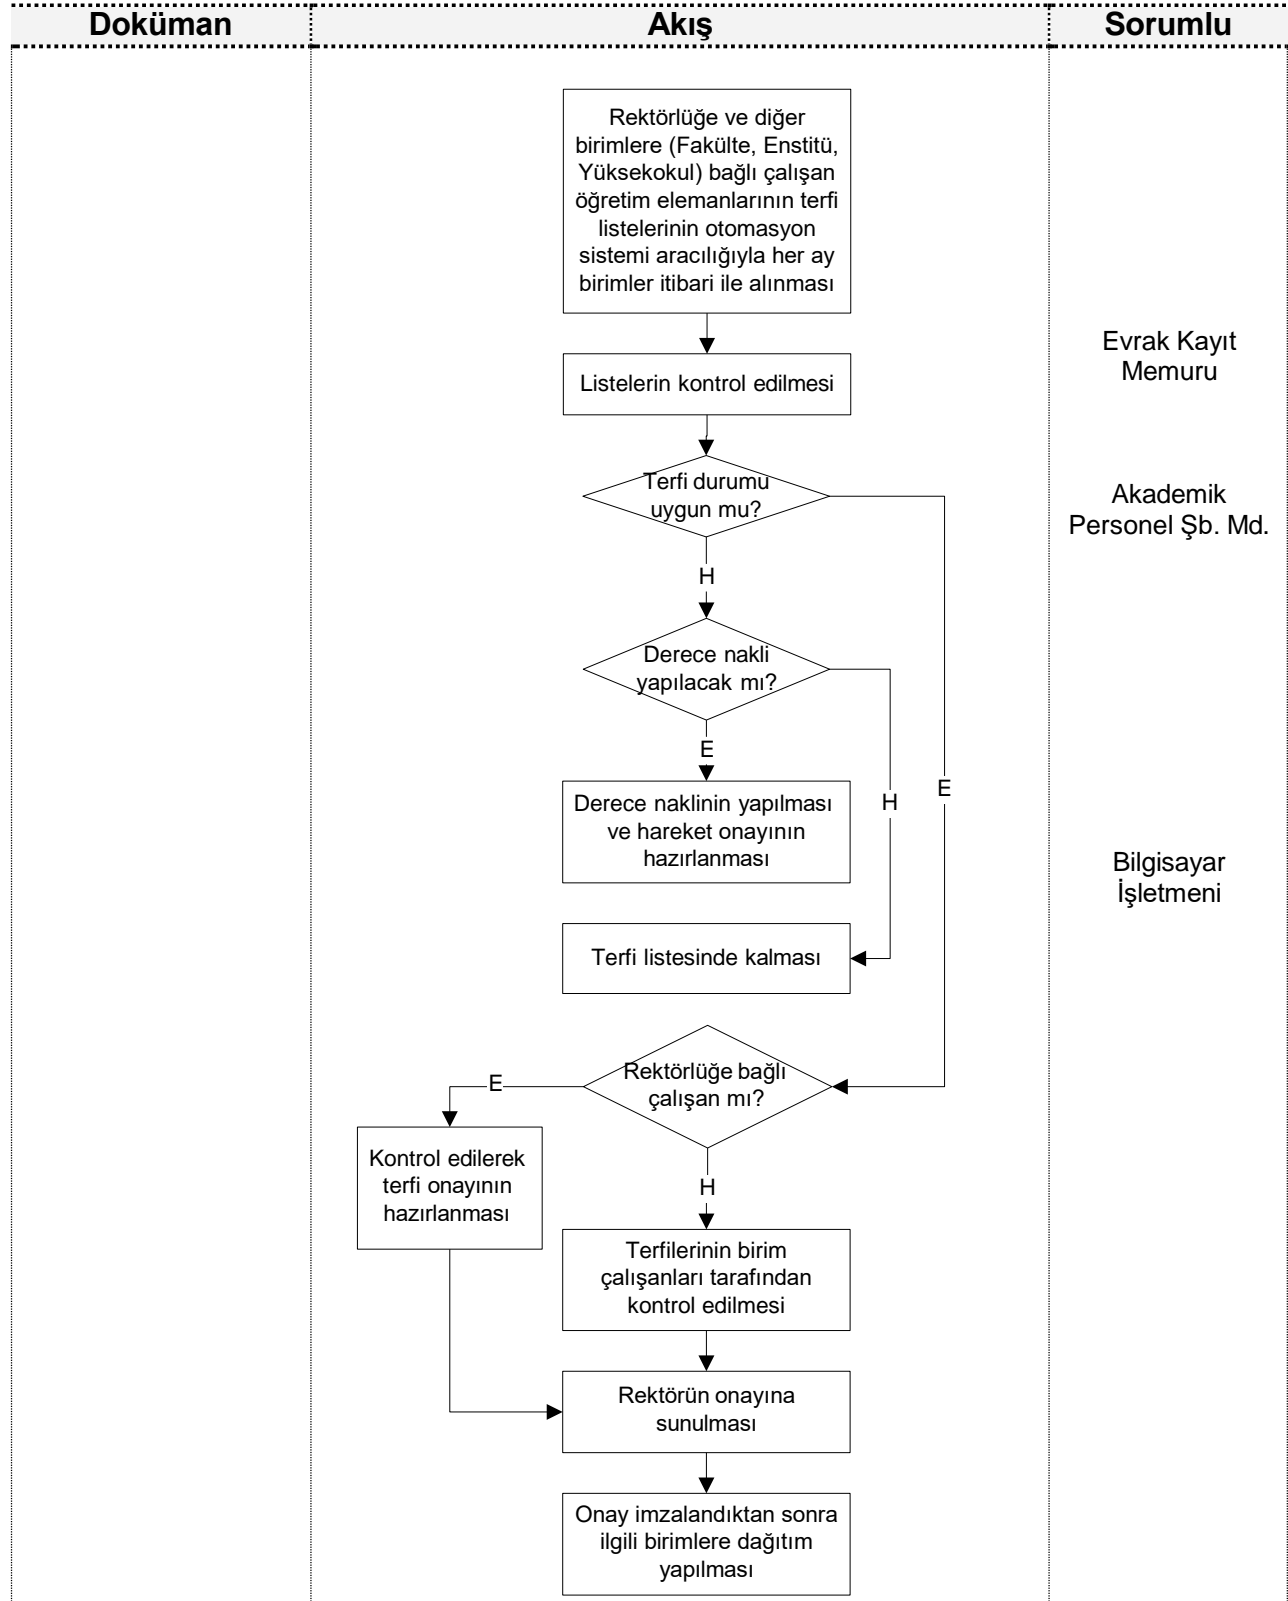 Doküman
Akış
Sorumlu
Rektörlüğe ve diğer
birimlere (Fakülte, Enstitü,
Yüksekokul) bağlı çalışan
öğretim elemanlarının terfi
listelerinin otomasyon
sistemi aracılığıyla her ay
birimler itibari ile alınması
Evrak Kayıt
Memuru
Listelerin kontrol edilmesi
Terfi durumu
uygun mu?
Akademik
Personel Şb. Md.
H
Derece nakli
yapılacak mı?
E
H
E
Derece naklinin yapılması
ve hareket onayının
hazırlanması
Bilgisayar
İşletmeni
Terfi listesinde kalması
Rektörlüğe bağlı
çalışan mı?
E
Kontrol edilerek
terfi onayının
hazırlanması
H
Terfilerinin birim
çalışanları tarafından
kontrol edilmesi
Rektörün onayına
sunulması
Onay imzalandıktan sonra
ilgili birimlere dağıtım
yapılması